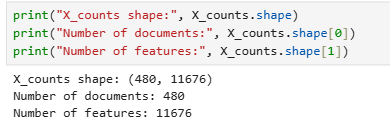 print("X_counts shape:", X_counts.shape)
print("Number of documents:", X_counts.shape[0])
print("Number of features:", X_counts.shape[1])
X_counts shape: (480, 11676)
Number of documents: 480
Number of features: 11676